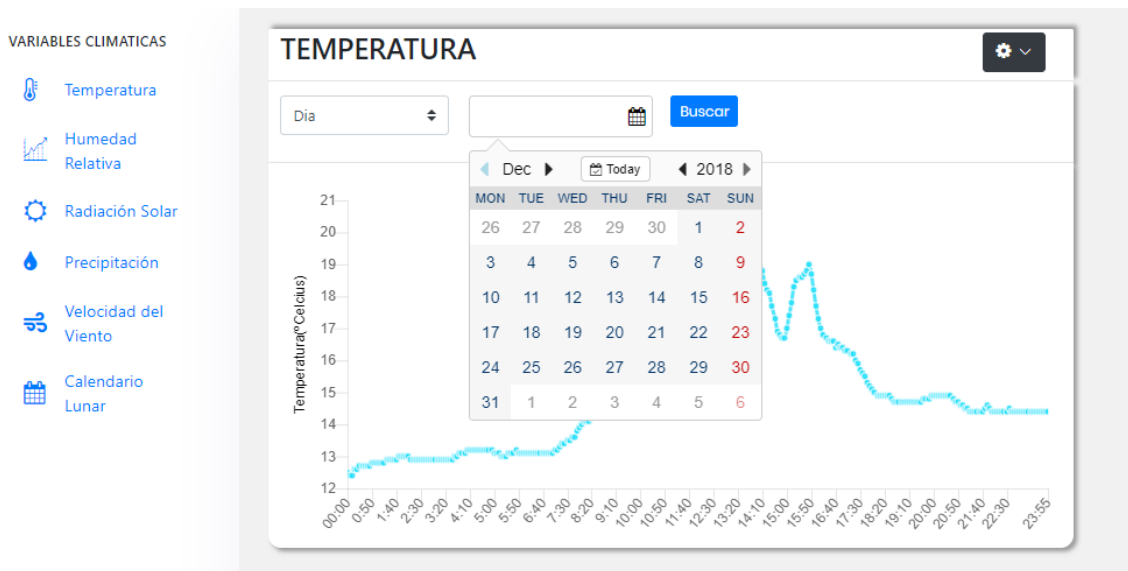 VARIABLES CLIMATICAS
Temperatura
Humedad
Relativa
Radiación Solar
Precipitación
Velocidad del
Viento
Calendario
Lunar
TEMPERATURA
Dia
Buscar
Dec Today 2018
MON TUE WED THU FRI SAT SUN
26 27 28 29 30 1 2
3 4 5 6 7 8 9
10 11 12 13 14 15 16
17 18 19 20 21 22 23
24 25 26 27 28 29 30
31 1 2 3 4 5 6
Temperatura(ºCelcius)
21
20
19
18
17
16
15
14
13
12
00:00 0:50 1:40 2:30 3:20 4:10 5:00 5:50 6:40 7:30 8:20 9:10 10:00 10:50 11:40 12:30 13:20 14:10 15:00 15:50 16:40 17:30 18:20 19:10 20:00 20:50 21:40 22:30 23:55